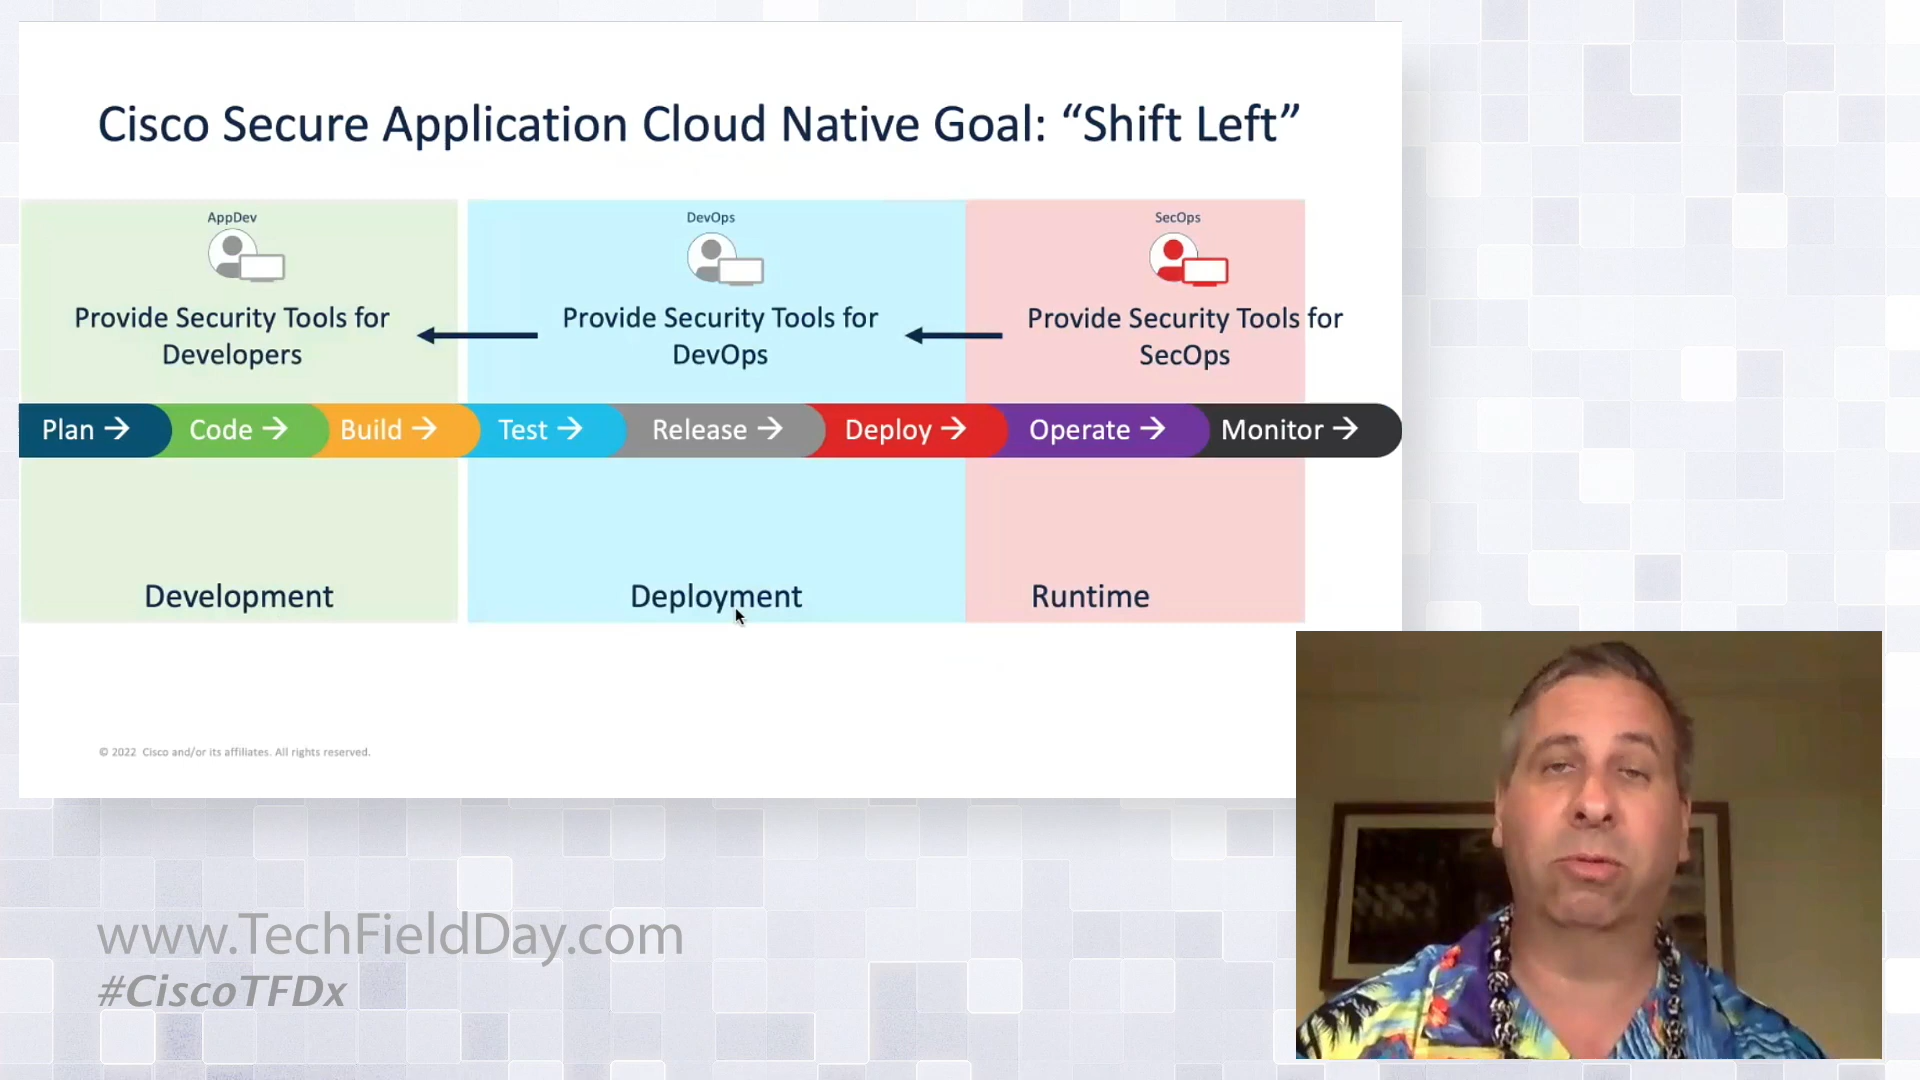 Cisco Secure Application Cloud Native Goal: “Shift Left”
AppDev
Provide Security Tools for
Developers
DevOps
Provide Security Tools for
DevOps
SecOps
Provide Security Tools for
SecOps
Plan → Code → Build → Test → Release → Deploy → Operate → Monitor →
Development
Deployment
Runtime
© 2022 Cisco and/or its affiliates. All rights reserved.
www.TechFieldDay.com
#CiscoTFDx